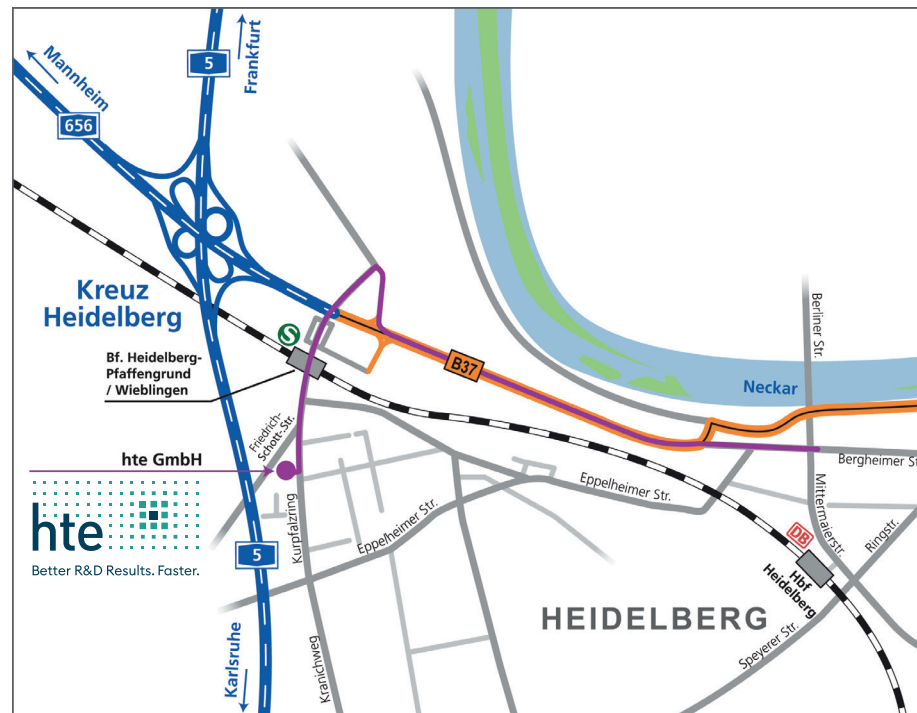 Mannheim
Frankfurt
5
656
Kreuz
Heidelberg
Bf. Heidelberg-
Pfaffengrund
/ Wieblingen
S
B37
Neckar
Berliner Str.
Friedrich-
Schott-Str.
hte GmbH
hte
Better R&D Results. Faster.
Kurpfalzring
Eppelheimer Str.
Eppelheimer Str.
Bergheimer St
Mittermaierstr.
Ringstr.
DB
Hbf
Heidelberg
5
HEIDELBERG
Speyerer Str.
Karlsruhe
Kranichweg